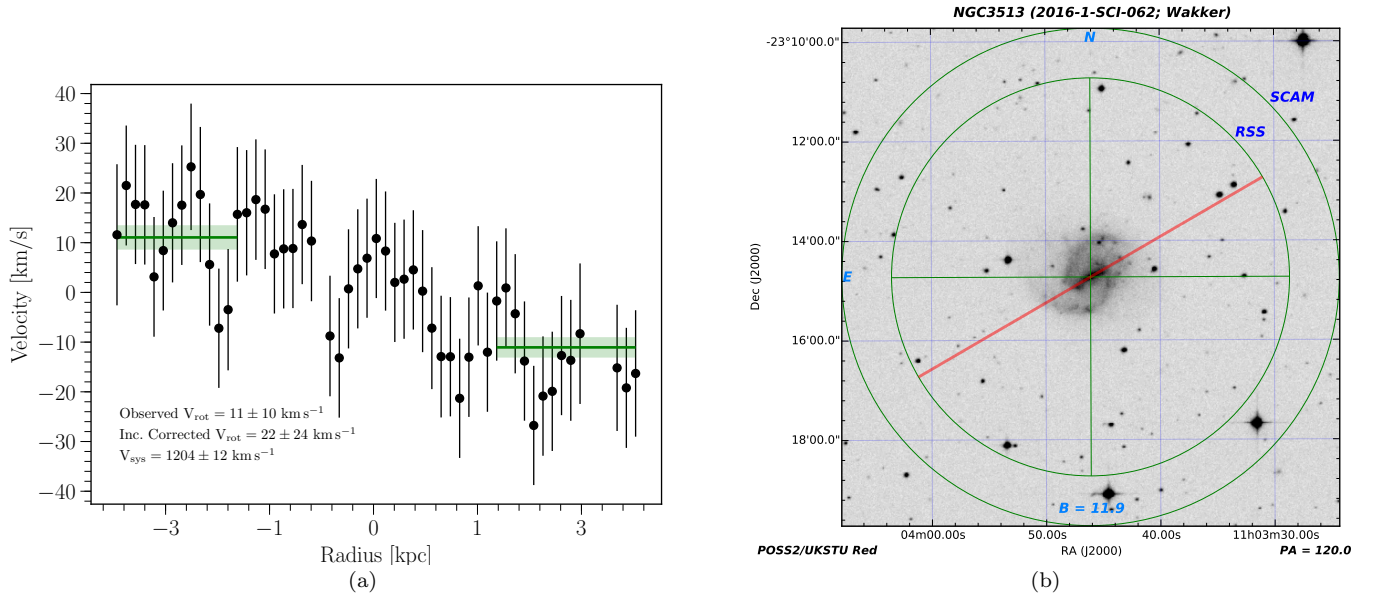 40
30
20
10
0
−10
−20
−30
−40
Velocity [km/s]
Observed V_rot = 11 ± 10 km s⁻¹
Inc. Corrected V_rot = 22 ± 24 km s⁻¹
V_sys = 1204 ± 12 km s⁻¹
−3 −1 0 1 3
Radius [kpc]
(a)
NGC3513 (2016-1-SCI-062; Wakker)
-23°10'00.0"
12'00.0"
14'00.0"
16'00.0"
18'00.0"
Dec (J2000)
N
SCAM
RSS
E
B = 11.9
04m00.00s 50.00s 40.00s 11h03m30.00s
POSS2/UKSTU Red RA (J2000) PA = 120.0
(b)